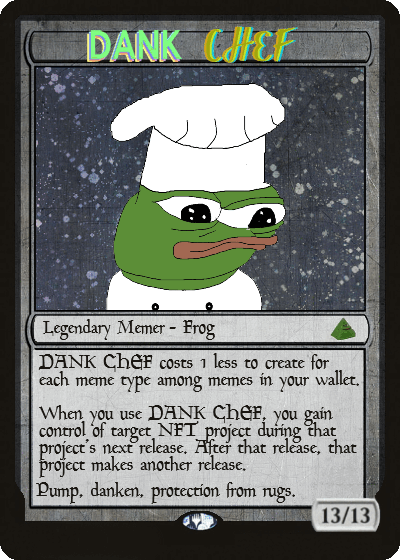 DANK CHEF
Legendary Memer - Frog
DANK CHEF costs 1 less to create for
each meme type among memes in your wallet.
When you use DANK CHEF, you gain
control of target NFT project during that
project's next release. After that release, that
project makes another release.
Pump, danken, protection from rugs.
13/13